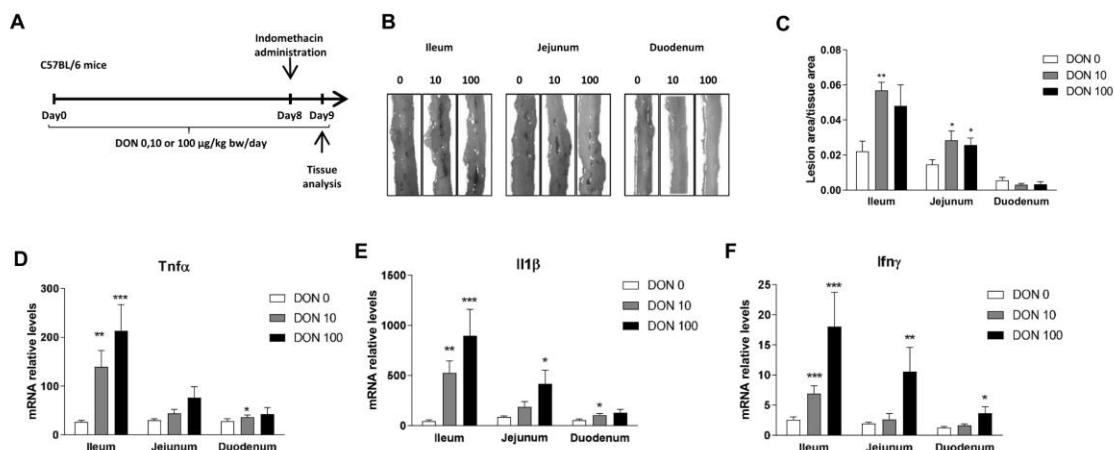 A
Indomethacin
administration
C57BL/6 mice
Day0
Day8
Day9
DON 0,10 or 100 µg/kg bw/day
Tissue
analysis
B
Ileum
Jejunum
Duodenum
0 10 100
0 10 100
0 10 100
C
Lesion area/tissue area
0.08
0.06
0.04
0.02
0.00
**
*
*
DON 0
DON 10
DON 100
Ileum
Jejunum
Duodenum
D
Tnfα
mRNA relative levels
300
200
100
0
**
***
*
DON 0
DON 10
DON 100
Ileum
Jejunum
Duodenum
E
Il1β
mRNA relative levels
1500
1000
500
0
**
***
*
*
DON 0
DON 10
DON 100
Ileum
Jejunum
Duodenum
F
Ifnγ
mRNA relative levels
25
20
15
10
5
0
***
***
**
*
DON 0
DON 10
DON 100
Ileum
Jejunum
Duodenum